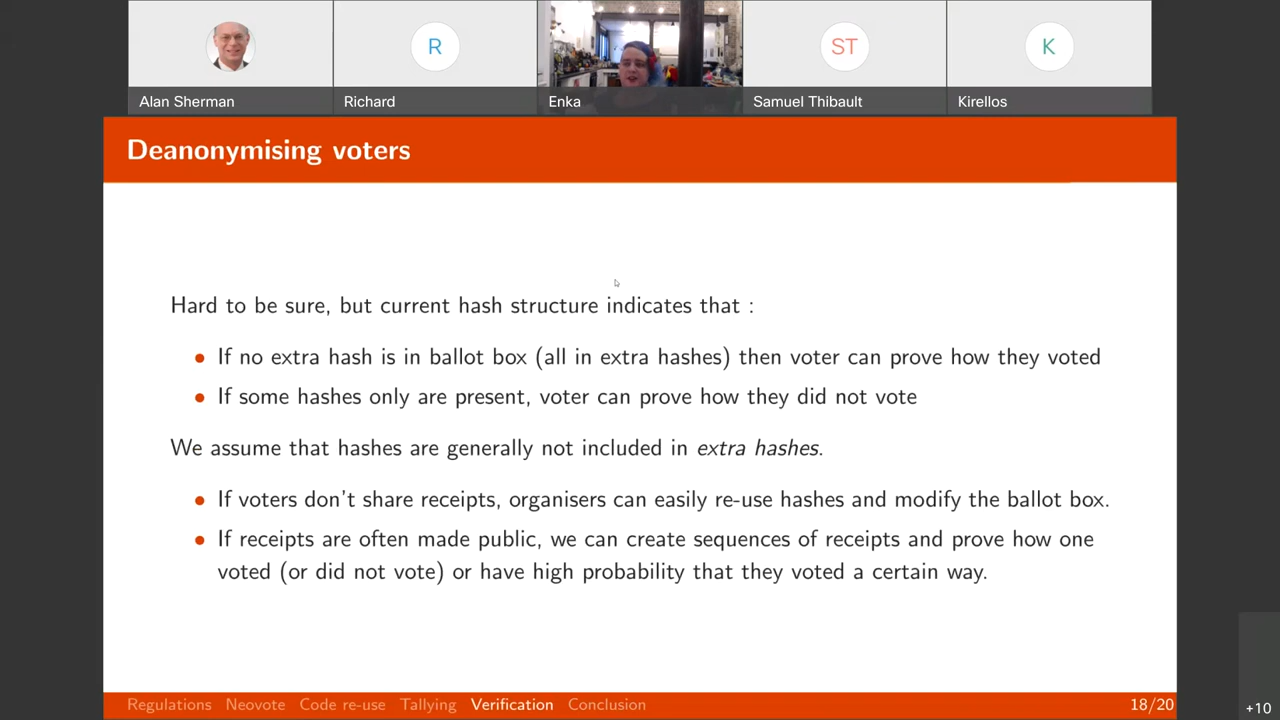 R
ST
K
Alan Sherman
Richard
Enka
Samuel Thibault
Kirellos
Deanonymising voters
Hard to be sure, but current hash structure indicates that :
• If no extra hash is in ballot box (all in extra hashes) then voter can prove how they voted
• If some hashes only are present, voter can prove how they did not vote
We assume that hashes are generally not included in extra hashes.
• If voters don't share receipts, organisers can easily re-use hashes and modify the ballot box.
• If receipts are often made public, we can create sequences of receipts and prove how one
voted (or did not vote) or have high probability that they voted a certain way.
Regulations Neovote Code re-use Tallying Verification Conclusion
18/20
+10